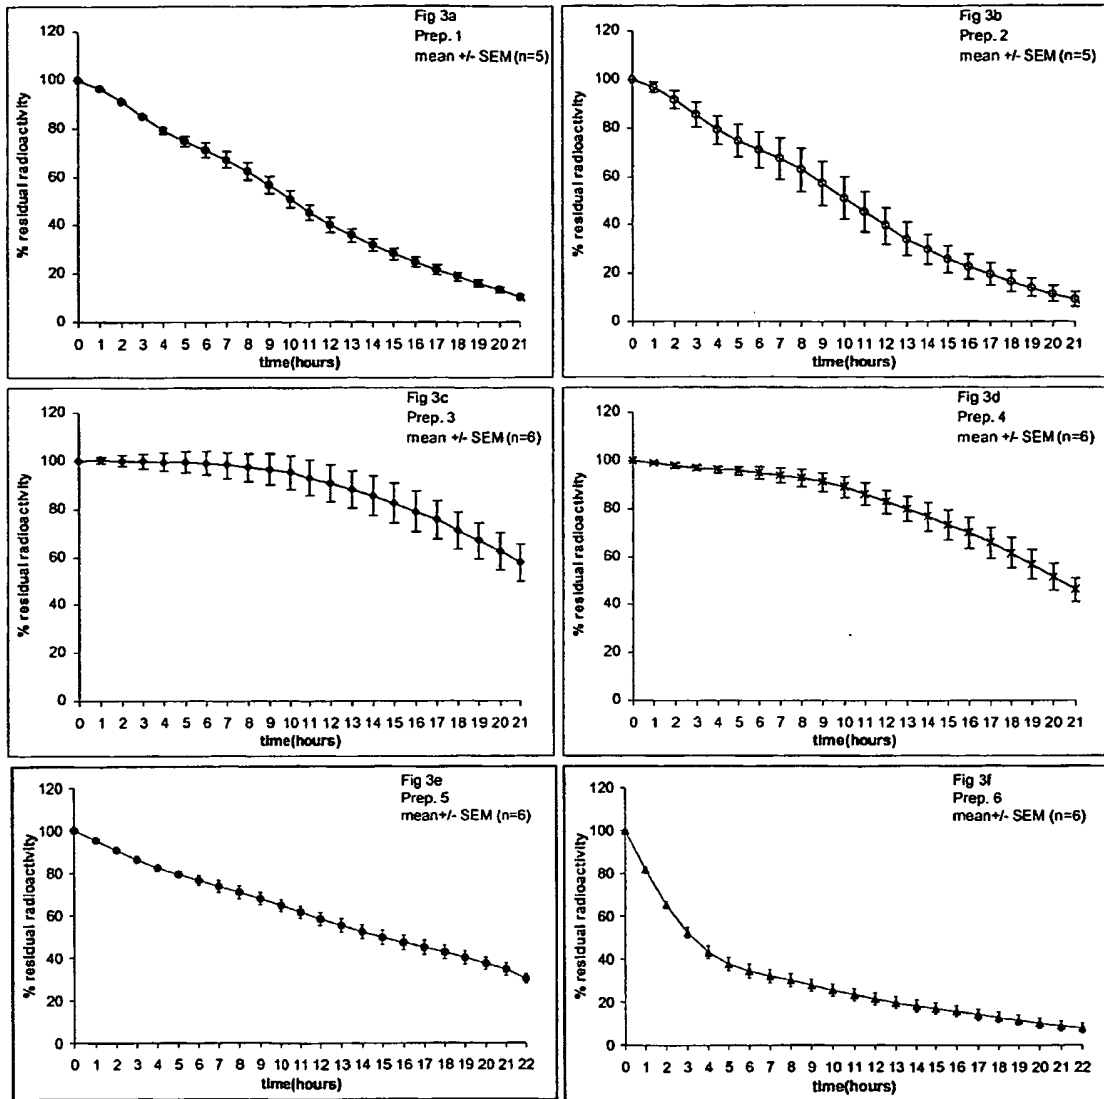 Fig 3a
Prep. 1
mean +/- SEM (n=5)
% residual radioactivity
120
100
80
60
40
20
0
0 1 2 3 4 5 6 7 8 9 10 11 12 13 14 15 16 17 18 19 20 21
time(hours)
Fig 3b
Prep. 2
mean +/- SEM (n=5)
% residual radioactivity
120
100
80
60
40
20
0
0 1 2 3 4 5 6 7 8 9 10 11 12 13 14 15 16 17 18 19 20 21
time(hours)
Fig 3c
Prep. 3
mean +/- SEM (n=6)
% residual radioactivity
120
100
80
60
40
20
0
0 1 2 3 4 5 6 7 8 9 10 11 12 13 14 15 16 17 18 19 20 21
time(hours)
Fig 3d
Prep. 4
mean +/- SEM (n=6)
% residual radioactivity
120
100
80
60
40
20
0
0 1 2 3 4 5 6 7 8 9 10 11 12 13 14 15 16 17 18 19 20 21
time(hours)
Fig 3e
Prep. 5
mean+/- SEM (n=6)
% residual radioactivity
120
100
80
60
40
20
0
0 1 2 3 4 5 6 7 8 9 10 11 12 13 14 15 16 17 18 19 20 21 22
time(hours)
Fig 3f
Prep. 6
mean+/- SEM (n=6)
% residual radioactivity
120
100
80
60
40
20
0
0 1 2 3 4 5 6 7 8 9 10 11 12 13 14 15 16 17 18 19 20 21 22
time(hours)